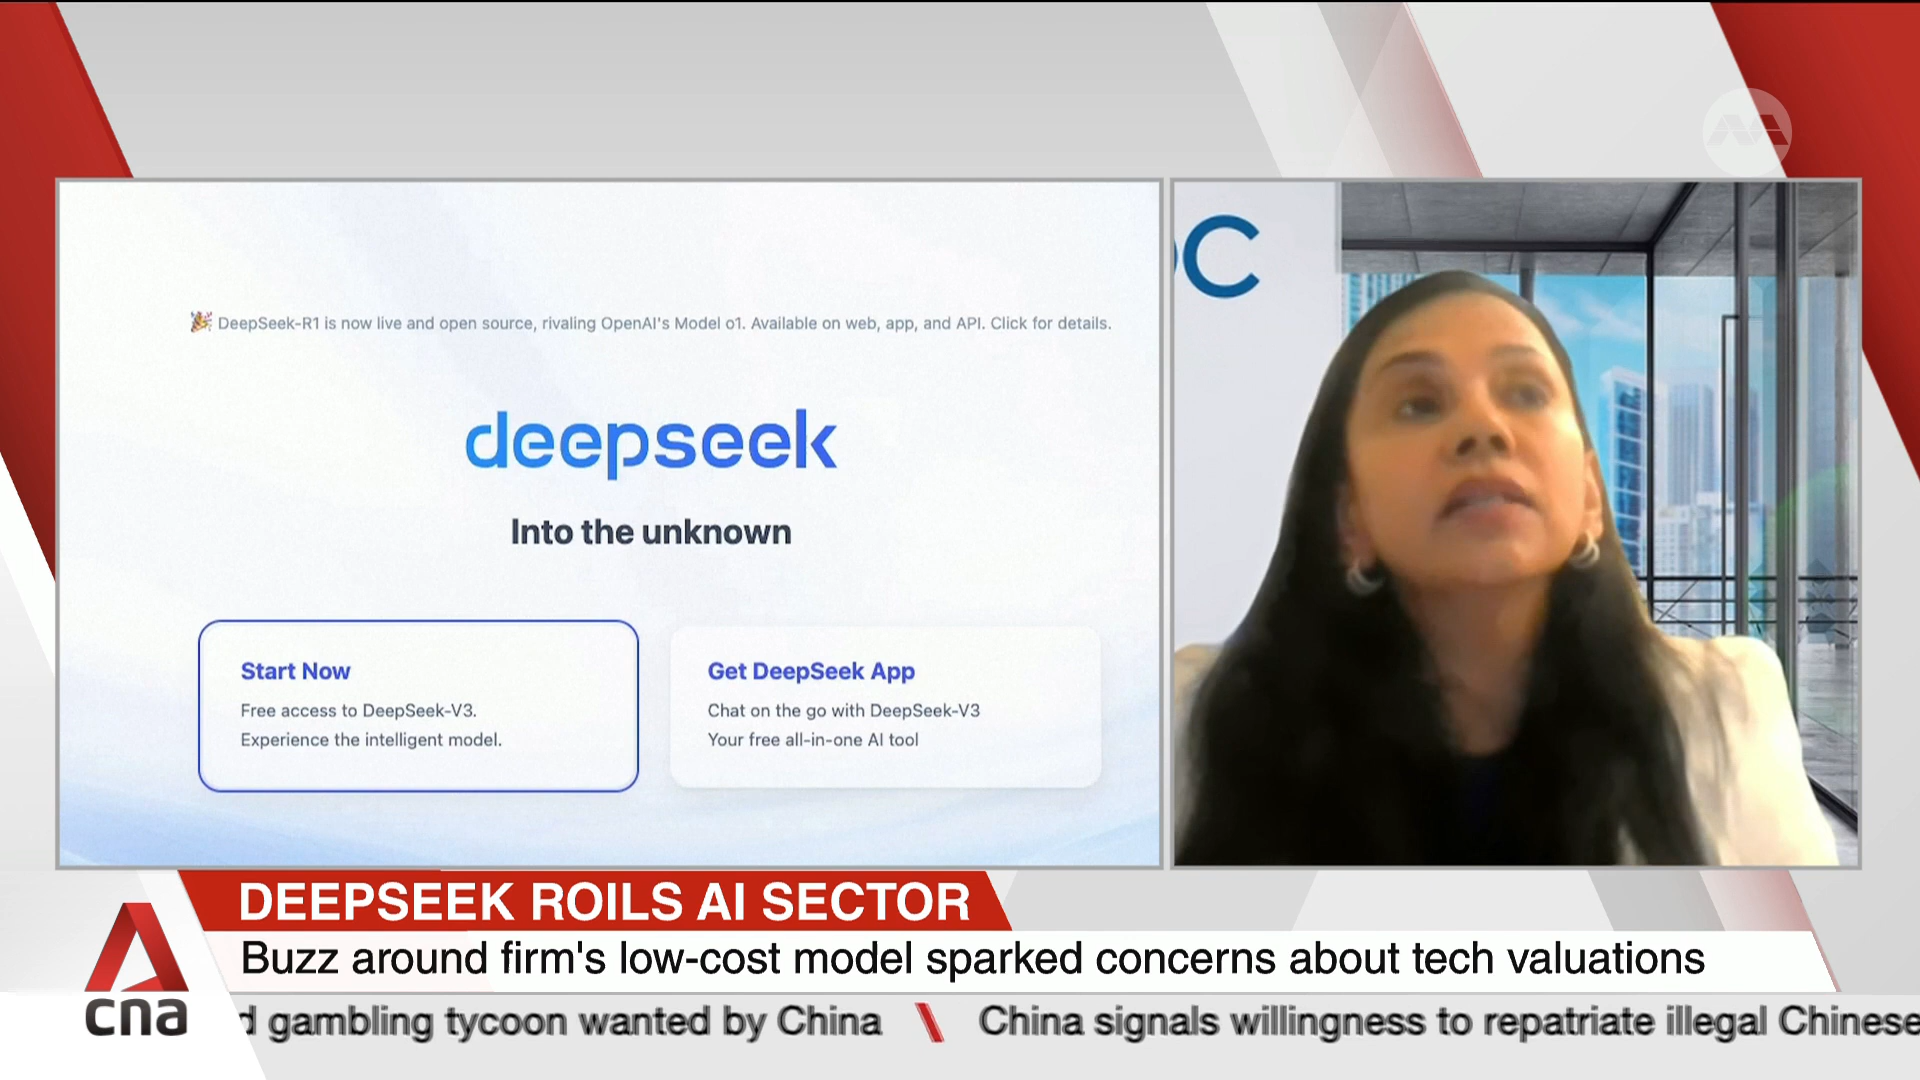 DeepSeek-R1 is now live and open source, rivaling OpenAI's Model o1. Available on web, app, and API. Click for details.
deepseek
Into the unknown
Start Now
Free access to DeepSeek-V3.
Experience the intelligent model.
Get DeepSeek App
Chat on the go with DeepSeek-V3
Your free all-in-one AI tool
C
DEEPSEEK ROILS AI SECTOR
Buzz around firm's low-cost model sparked concerns about tech valuations
cna
d gambling tycoon wanted by China
China signals willingness to repatriate illegal Chinese